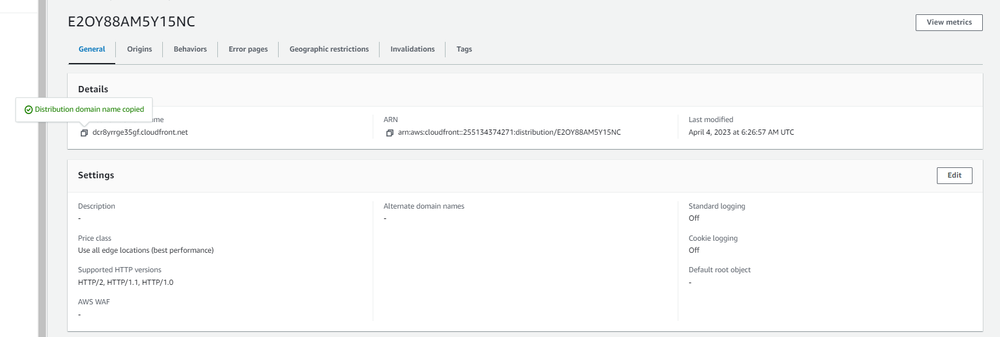 E2OY88AM5Y15NC
View metrics
General
Origins
Behaviors
Error pages
Geographic restrictions
Invalidations
Tags
Details
Distribution domain name copied
dcr8yrrge35gf.cloudfront.net
ARN
arn:aws:cloudfront::255134374271:distribution/E2OY88AM5Y15NC
Last modified
April 4, 2023 at 6:26:57 AM UTC
Settings
Edit
Description
-
Price class
Use all edge locations (best performance)
Supported HTTP versions
HTTP/2, HTTP/1.1, HTTP/1.0
AWS WAF
-
Alternate domain names
-
Standard logging
Off
Cookie logging
Off
Default root object
-